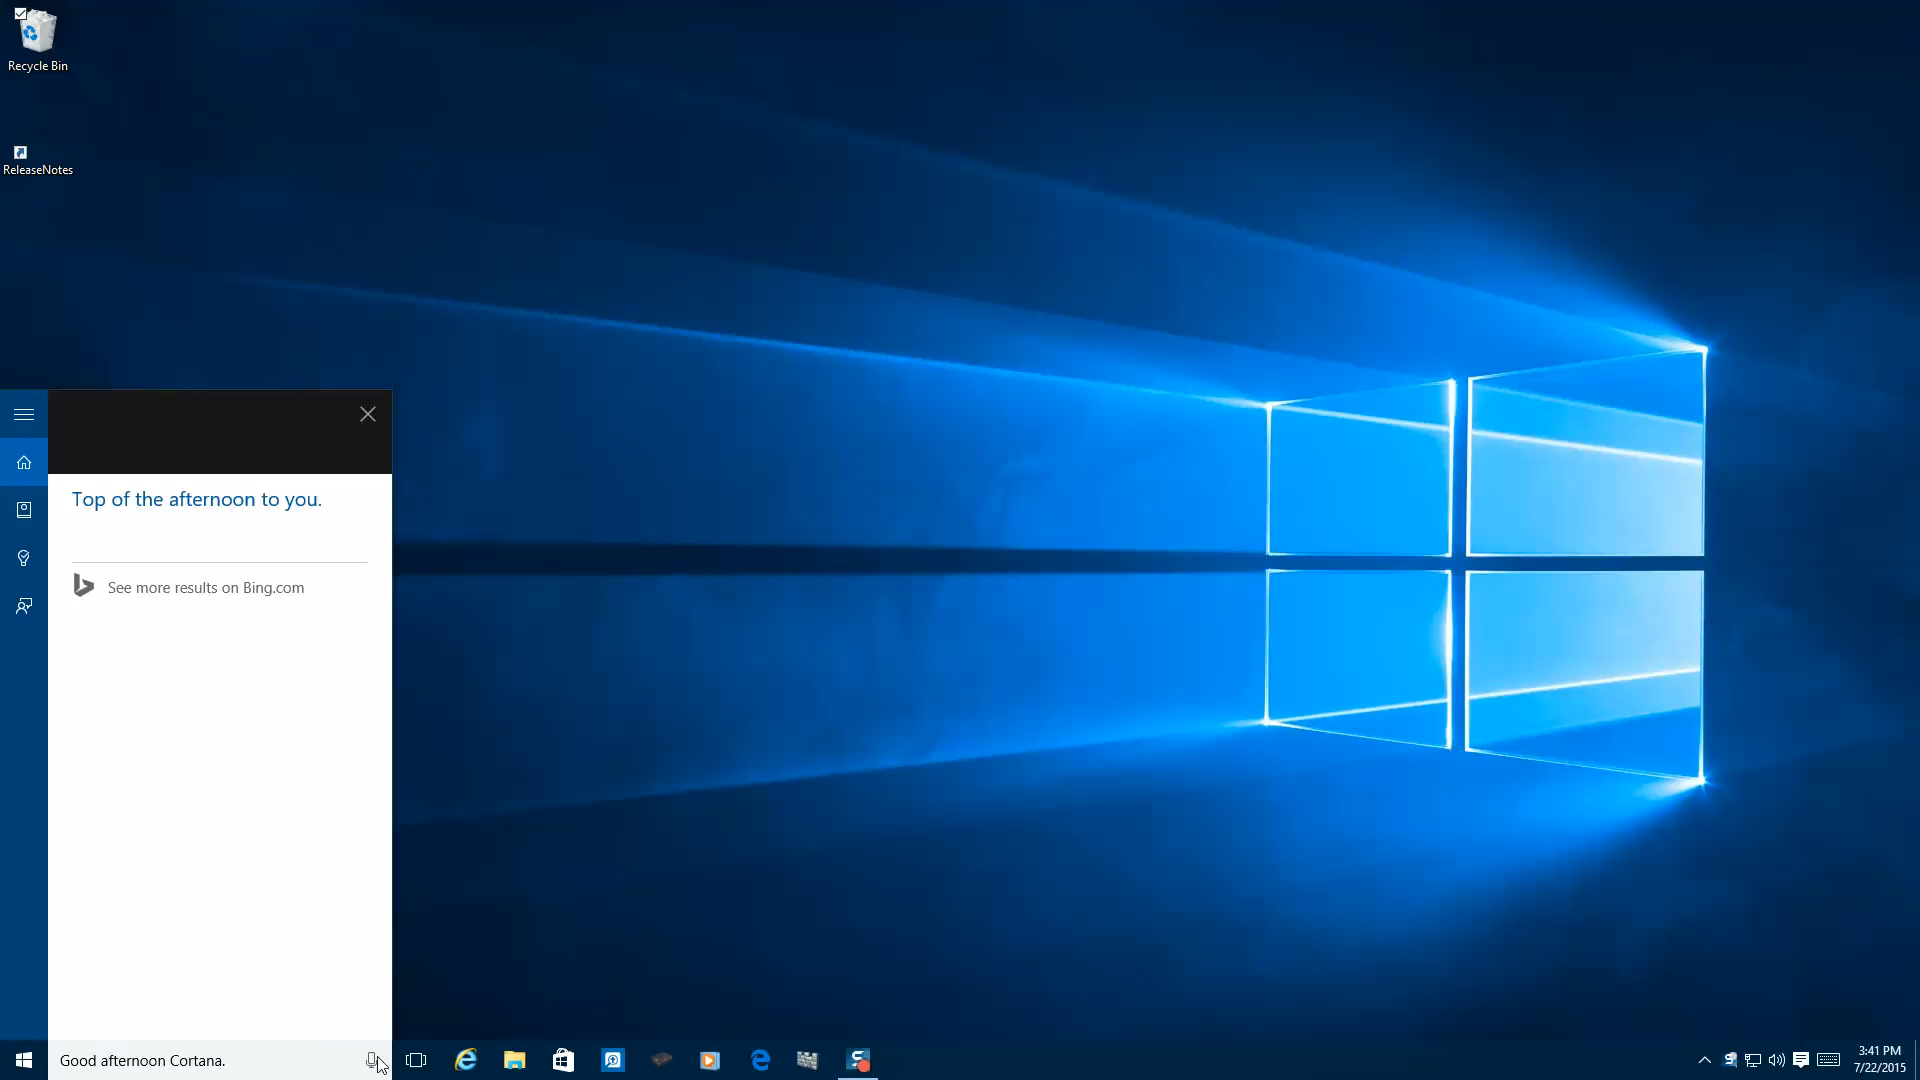 Recycle Bin
ReleaseNotes
Top of the afternoon to you.
See more results on Bing.com
Good afternoon Cortana.
3:41 PM
7/22/2015